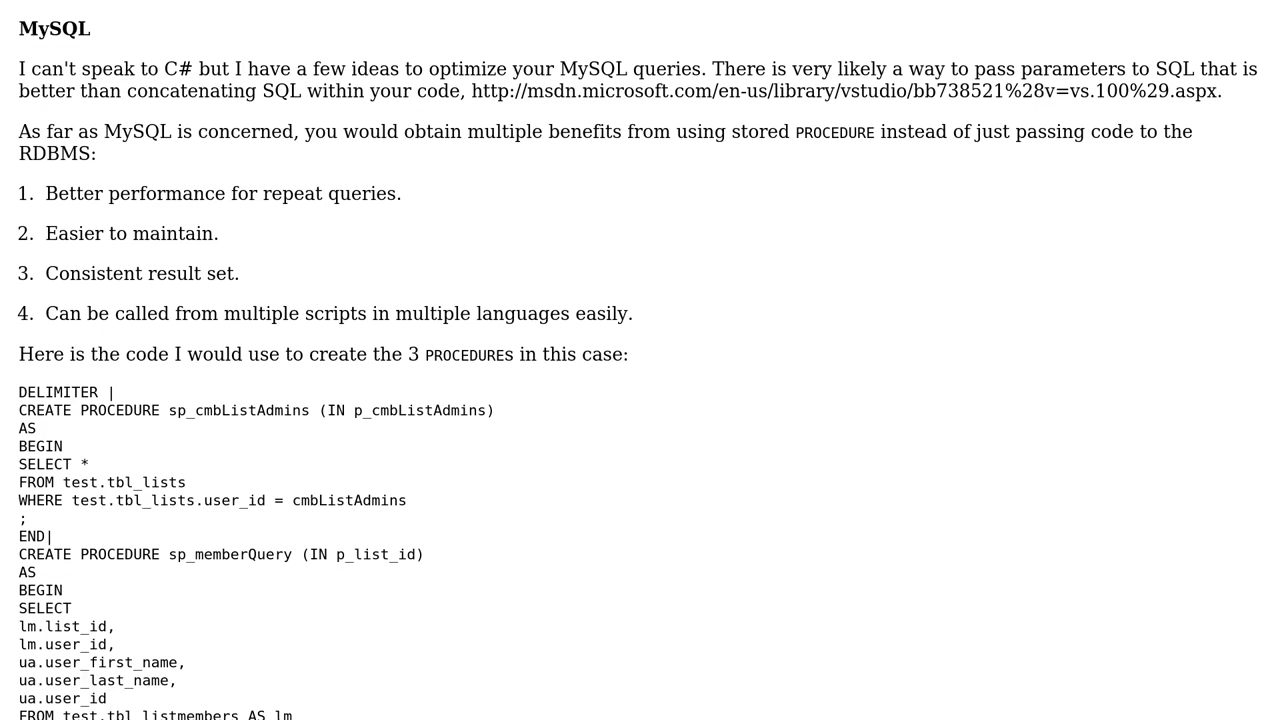 MySQL
I can't speak to C# but I have a few ideas to optimize your MySQL queries. There is very likely a way to pass parameters to SQL that is
better than concatenating SQL within your code, http://msdn.microsoft.com/en-us/library/vstudio/bb738521%28v=vs.100%29.aspx.
As far as MySQL is concerned, you would obtain multiple benefits from using stored PROCEDURE instead of just passing code to the
RDBMS:
1. Better performance for repeat queries.
2. Easier to maintain.
3. Consistent result set.
4. Can be called from multiple scripts in multiple languages easily.
Here is the code I would use to create the 3 PROCEDUREs in this case:
DELIMITER |
CREATE PROCEDURE sp_cmbListAdmins (IN p_cmbListAdmins)
AS
BEGIN
SELECT *
FROM test.tbl_lists
WHERE test.tbl_lists.user_id = cmbListAdmins
;
END|
CREATE PROCEDURE sp_memberQuery (IN p_list_id)
AS
BEGIN
SELECT
lm.list_id,
lm.user_id,
ua.user_first_name,
ua.user_last_name,
ua.user_id
FROM test.tbl_listmembers AS lm